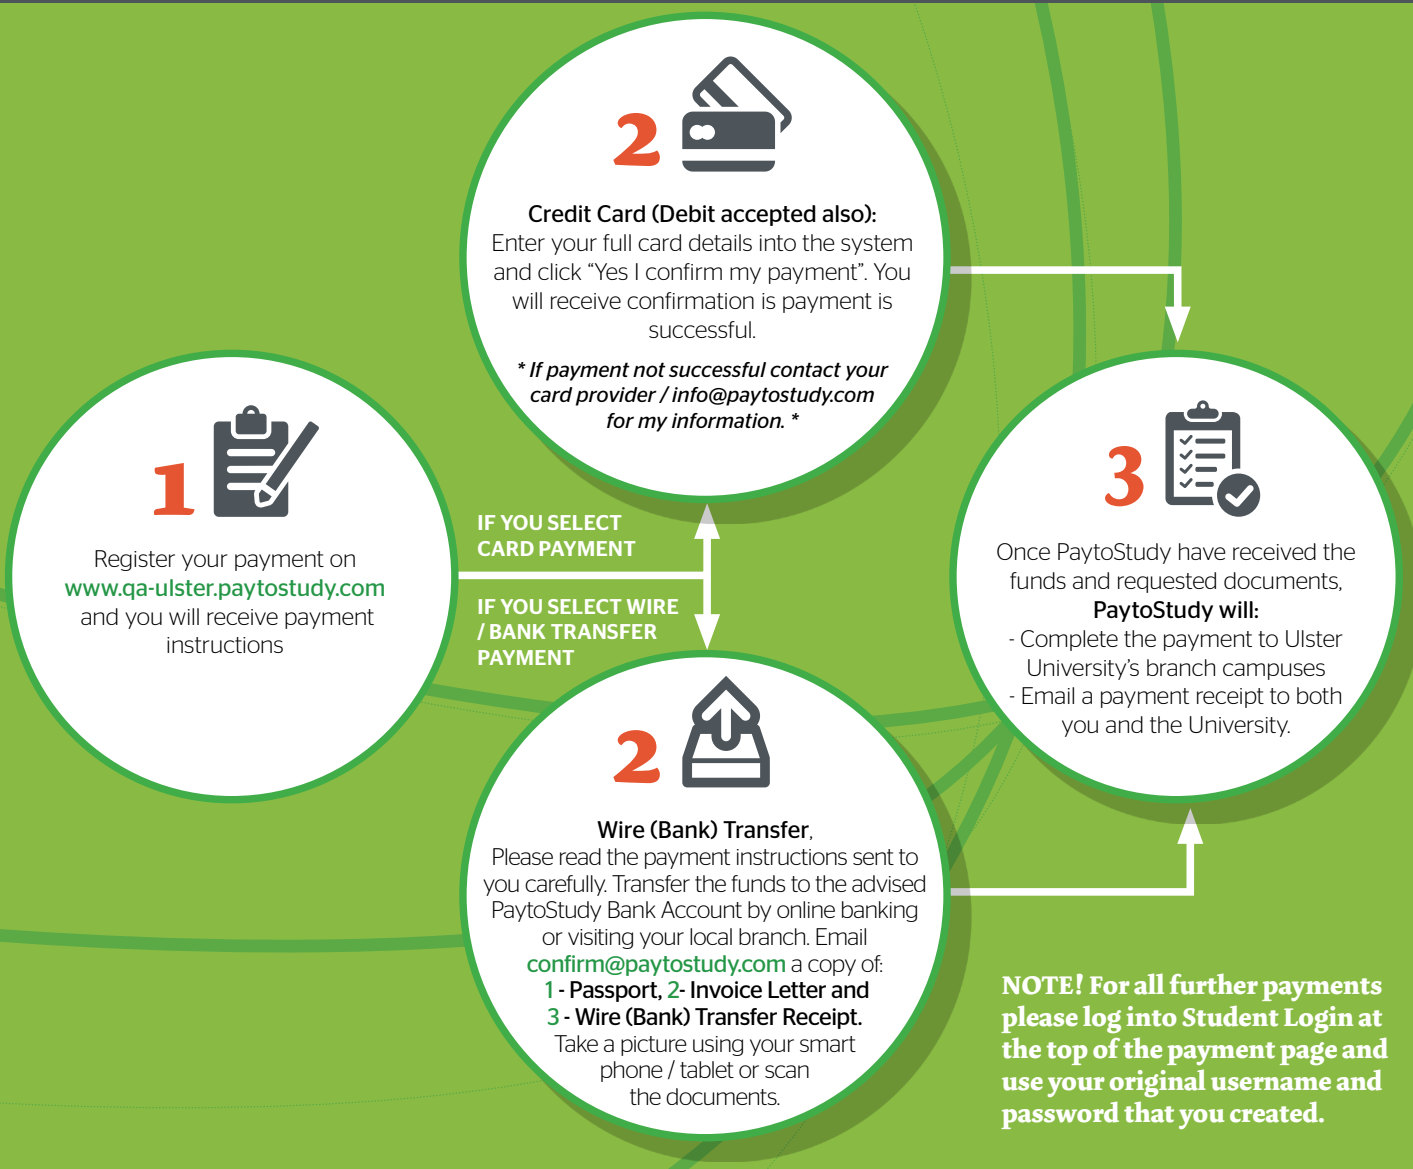 1
Register your payment on
www.qa-ulster.paytostudy.com
and you will receive payment
instructions
2
Credit Card (Debit accepted also):
Enter your full card details into the system
and click “Yes I confirm my payment”. You
will receive confirmation is payment is
successful.
* If payment not successful contact your
card provider / info@paytostudy.com
for my information. *
IF YOU SELECT
CARD PAYMENT
IF YOU SELECT WIRE
/ BANK TRANSFER
PAYMENT
2
Wire (Bank) Transfer,
Please read the payment instructions sent to
you carefully. Transfer the funds to the advised
PaytoStudy Bank Account by online banking
or visiting your local branch. Email
confirm@paytostudy.com a copy of:
1 - Passport, 2- Invoice Letter and
3 - Wire (Bank) Transfer Receipt.
Take a picture using your smart
phone / tablet or scan
the documents.
3
Once PaytoStudy have received the
funds and requested documents,
PaytoStudy will:
- Complete the payment to Ulster
University’s branch campuses
- Email a payment receipt to both
you and the University.
NOTE! For all further payments
please log into Student Login at
the top of the payment page and
use your original username and
password that you created.